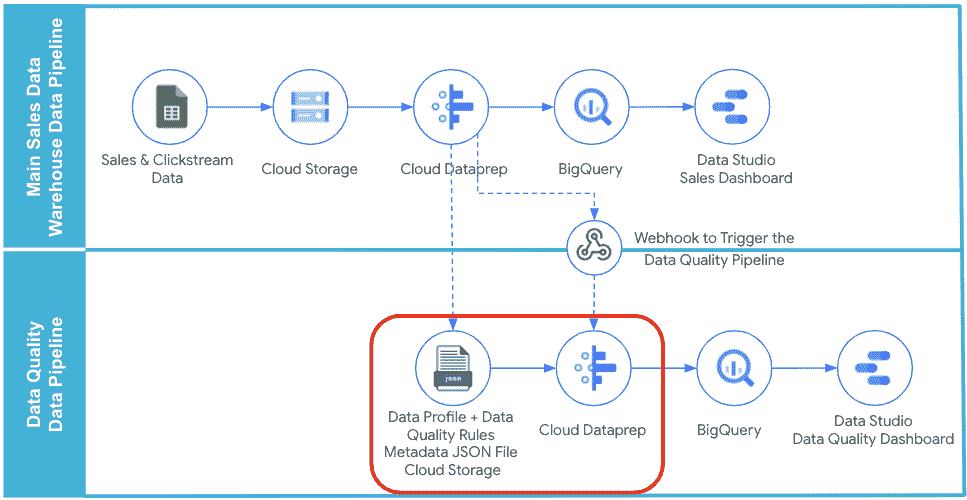 Main Sales Data
Warehouse Data Pipeline
Sales & Clickstream
Data
Cloud Storage
Cloud Dataprep
BigQuery
Data Studio
Sales Dashboard
Webhook to Trigger the
Data Quality Pipeline
Data Quality
Data Pipeline
json
Data Profile + Data
Quality Rules
Metadata JSON File
Cloud Storage
Cloud Dataprep
BigQuery
Data Studio
Data Quality Dashboard